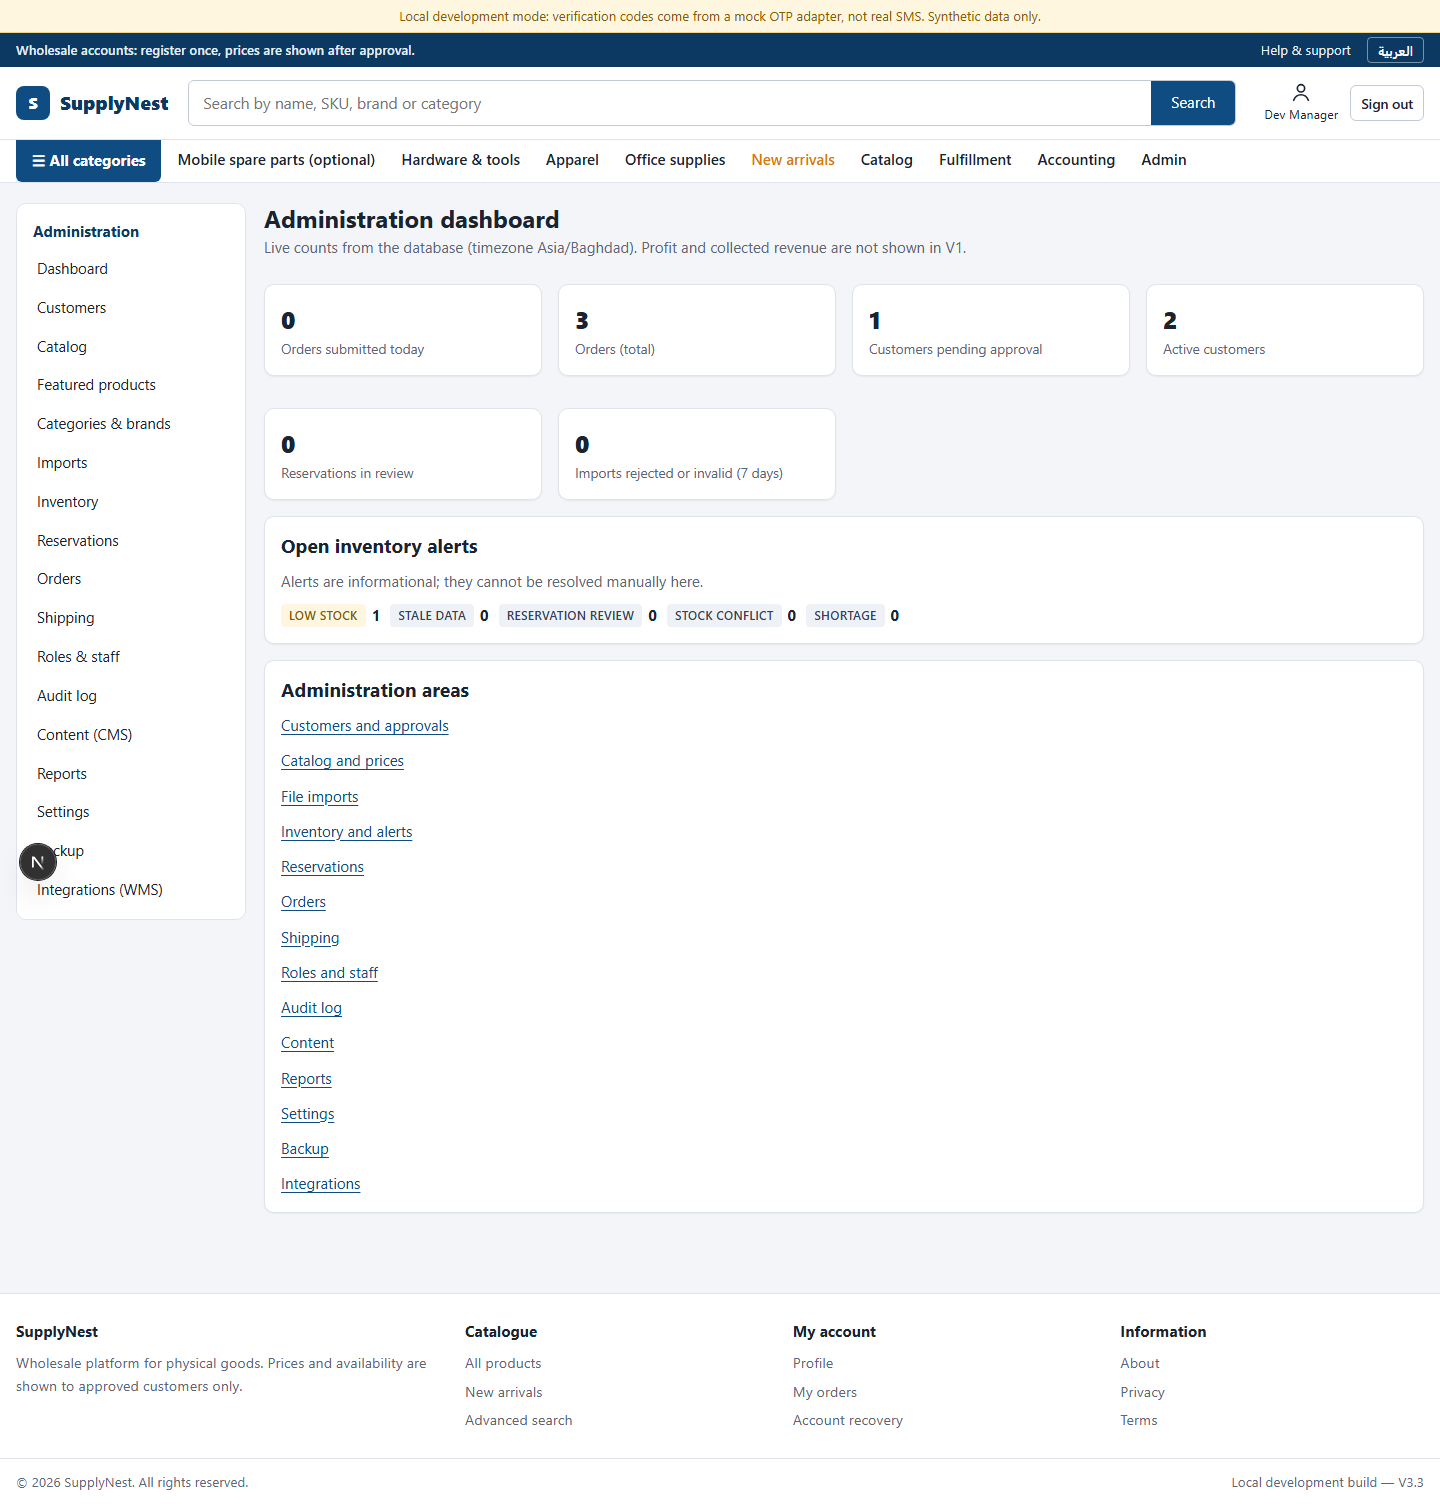 Local development mode: verification codes come from a mock OTP adapter, not real SMS. Synthetic data only.
Wholesale accounts: register once, prices are shown after approval.
Help & support
العربية
S
SupplyNest
Search by name, SKU, brand or category
Search
Dev Manager
Sign out
☰ All categories
Mobile spare parts (optional)
Hardware & tools
Apparel
Office supplies
New arrivals
Catalog
Fulfillment
Accounting
Admin
Administration
Dashboard
Customers
Catalog
Featured products
Categories & brands
Imports
Inventory
Reservations
Orders
Shipping
Roles & staff
Audit log
Content (CMS)
Reports
Settings
N
ckup
Integrations (WMS)
Administration dashboard
Live counts from the database (timezone Asia/Baghdad). Profit and collected revenue are not shown in V1.
0
Orders submitted today
3
Orders (total)
1
Customers pending approval
2
Active customers
0
Reservations in review
0
Imports rejected or invalid (7 days)
Open inventory alerts
Alerts are informational; they cannot be resolved manually here.
LOW STOCK 1 STALE DATA 0 RESERVATION REVIEW 0 STOCK CONFLICT 0 SHORTAGE 0
Administration areas
Customers and approvals
Catalog and prices
File imports
Inventory and alerts
Reservations
Orders
Shipping
Roles and staff
Audit log
Content
Reports
Settings
Backup
Integrations
SupplyNest
Wholesale platform for physical goods. Prices and availability are
shown to approved customers only.
Catalogue
All products
New arrivals
Advanced search
My account
Profile
My orders
Account recovery
Information
About
Privacy
Terms
© 2026 SupplyNest. All rights reserved.
Local development build — V3.3